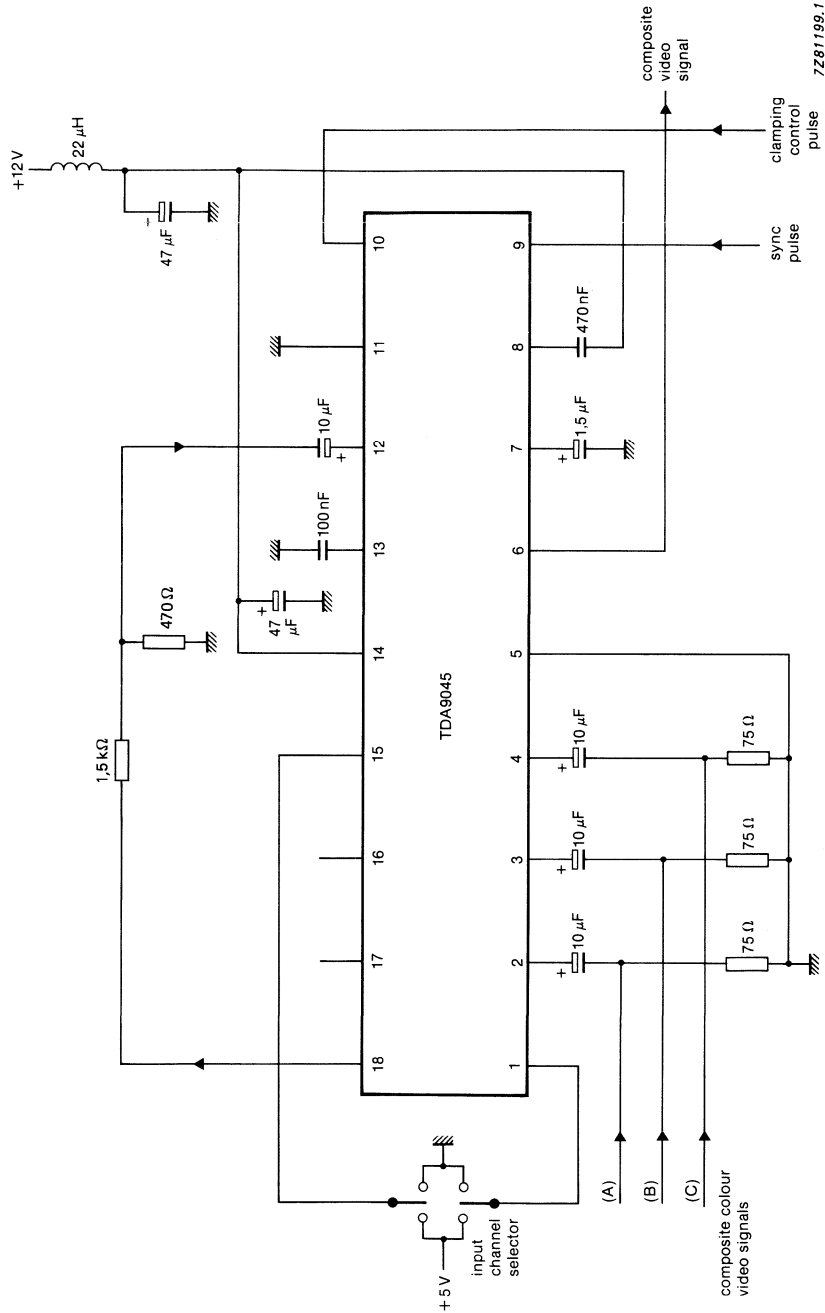 +12 V
22 µH
47 µF
+
1,5 kΩ
470 Ω
10 µF
+
100 nF
+
47
µF
18
17
16
15
14
13
12
11
10
TDA9045
1
2
3
4
5
6
7
8
9
+5 V
input
channel
selector
+
10 µF
+
10 µF
+
10 µF
+
1,5 µF
470 nF
75 Ω
75 Ω
75 Ω
(A)
(B)
(C)
composite colour
video signals
composite
video
signal
sync
pulse
clamping
control
pulse
7Z81199.1